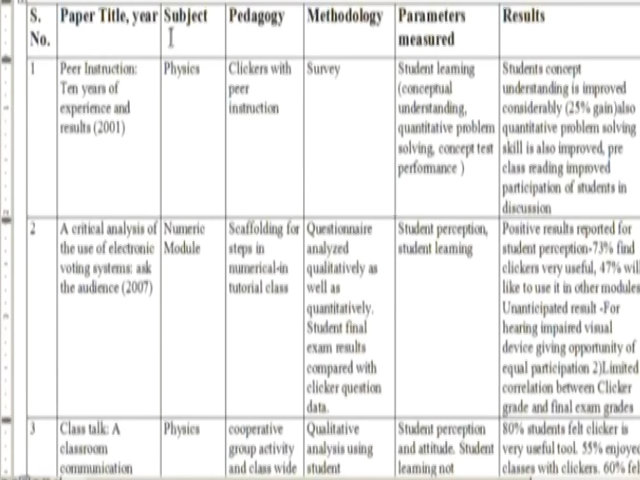 S. No.
Paper Title, year
Subject
Pedagogy
Methodology
Parameters measured
Results
1
Peer Instruction:
Ten years of
experience and
results (2001)
Physics
Clickers with
peer
instruction
Survey
Student learning
(conceptual
understanding,
quantitative problem
solving, concept test
performance )
Students concept
understanding is improved
considerably (25% gain)also
quantitative problem solving
skill is also improved, pre
class reading improved
participation of students in
discussion
2
A critical analysis of
the use of electronic
voting systems: ask
the audience (2007)
Numeric
Module
Scaffolding for
steps in
numerical-in
tutorial class
Questionnaire
analyzed
qualitatively as
well as
quantitatively.
Student final
exam results
compared with
clicker question
data.
Student perception,
student learning
Positive results reported for
student perception-73% find
clickers very useful, 47% wil
like to use it in other modules
Unanticipated result -For
hearing impaired visual
device giving opportunity of
equal participation 2)Limited
correlation between Clicker
grade and final exam grades
3
Class talk: A
classroom
communication
Physics
cooperative
group activity
and class wide
Qualitative
analysis using
student
Student perception
and attitude. Student
learning not
80% students felt clicker is
very useful tool. 55% enjoye
classes with clickers. 60% fel